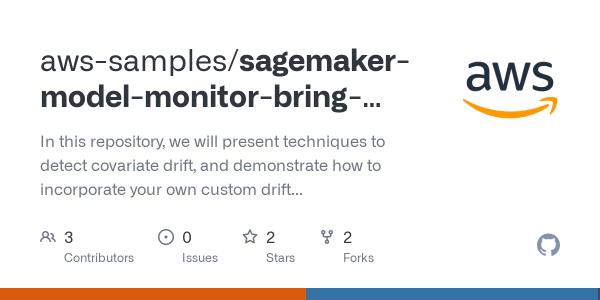 aws-samples/sagemaker-
model-monitor-bring-...
aws
In this repository, we will present techniques to
detect covariate drift, and demonstrate how to
incorporate your own custom drift...
3
Contributors
0
Issues
2
Stars
2
Forks